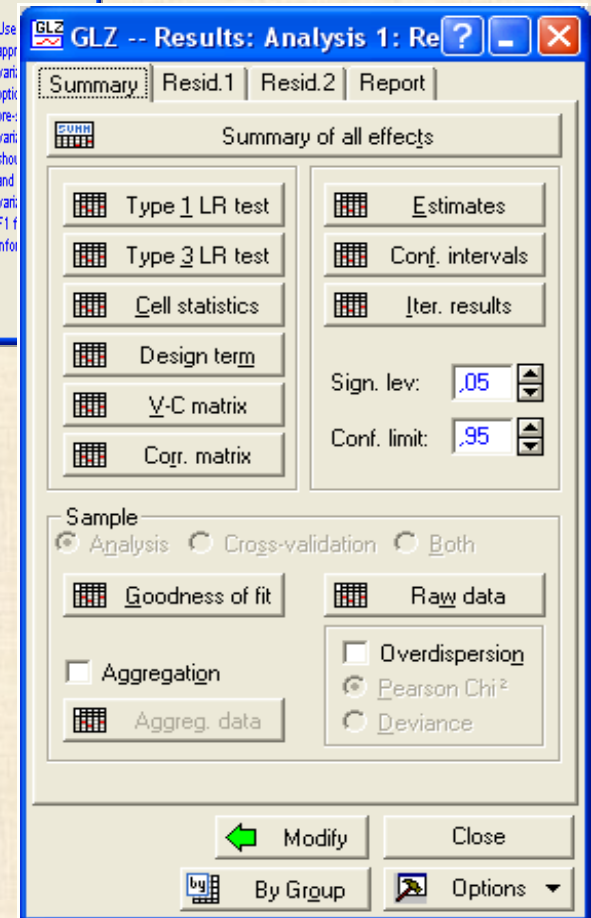 Use
GLZ -- Results: Analysis 1: Re
Summary Resid.1 Resid.2 Report
Summary of all effects
Type 1 LR test
Type 3 LR test
Cell statistics
Design term
V-C matrix
Corr. matrix
Estimates
Conf. intervals
Iter. results
Sign. lev: ,05
Conf. limit: ,95
Sample
Analysis Cross-validation Both
Goodness of fit
Raw data
Aggregation
Aggreg. data
Overdispersion
Pearson Chi²
Deviance
Modify
Close
By Group
Options